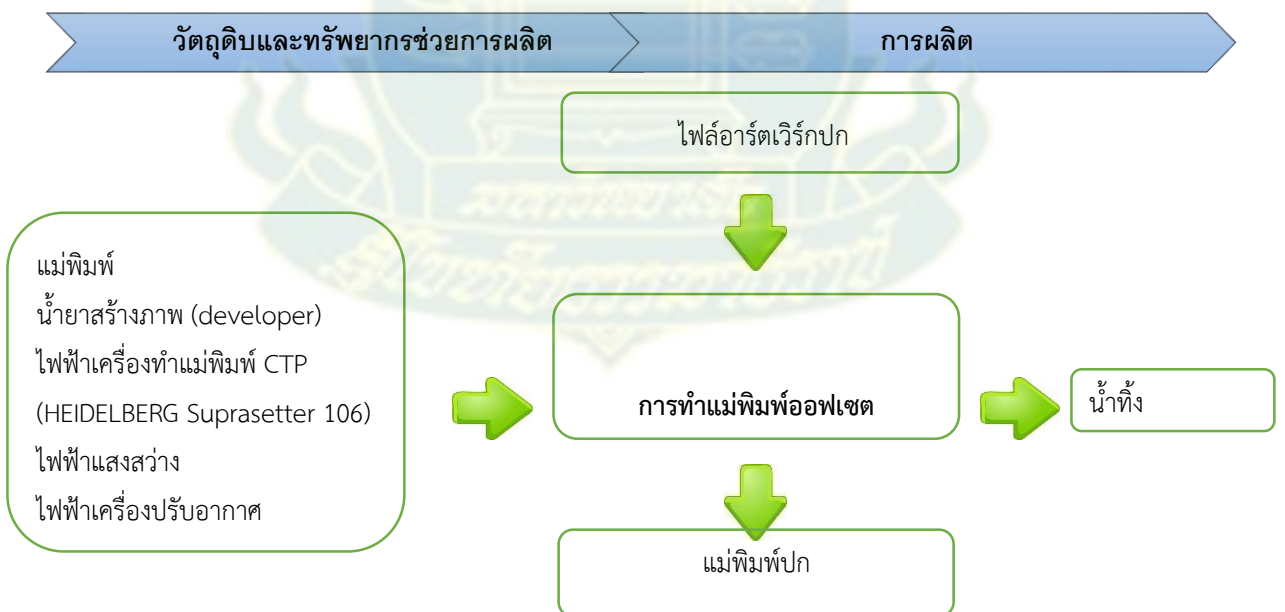 วัตถุดิบและทรัพยากรช่วยการผลิต
การผลิต
ไฟล์อาร์ตเวิร์กปก
แม่พิมพ์
น้ำยาสร้างภาพ (developer)
ไฟฟ้าเครื่องทำแม่พิมพ์ CTP
(HEIDELBERG Suprasetter 106)
ไฟฟ้าแสงสว่าง
ไฟฟ้าเครื่องปรับอากาศ
การทำแม่พิมพ์ออฟเซต
น้ำทิ้ง
แม่พิมพ์ปก